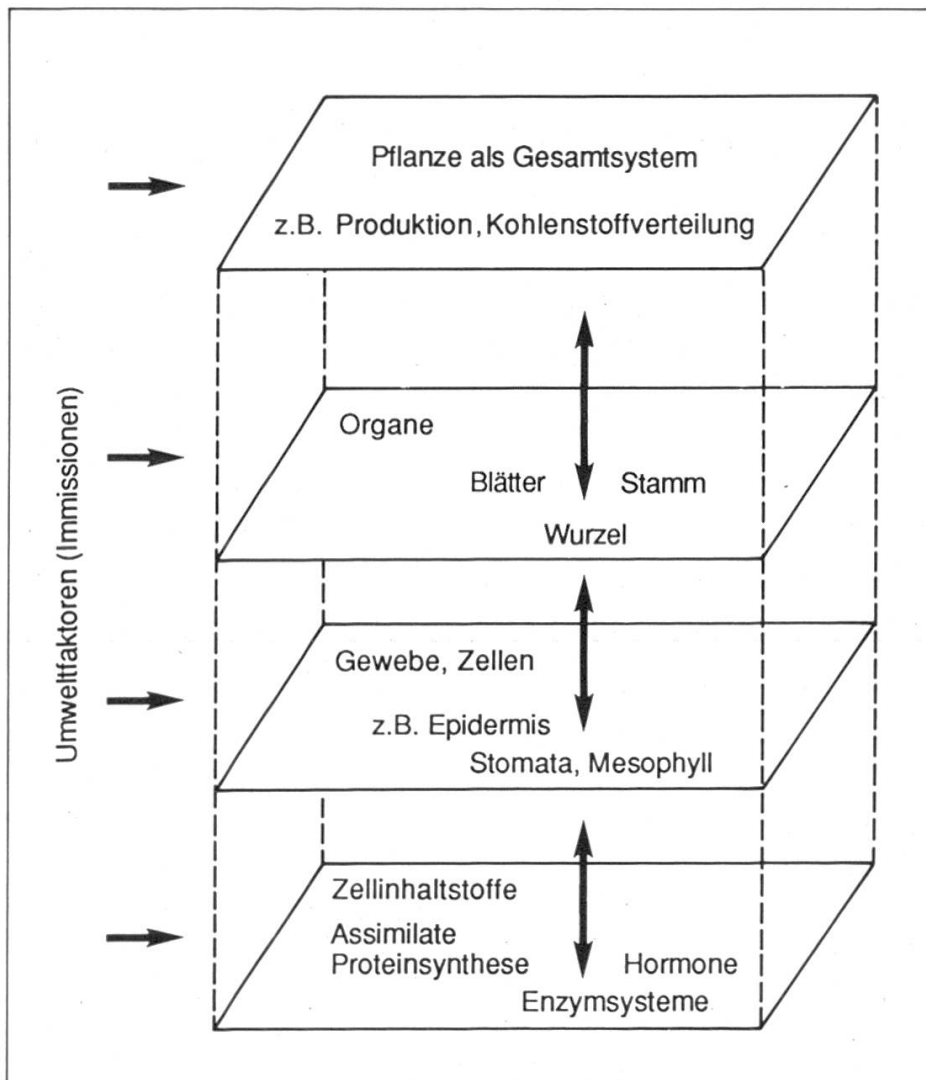 Pflanze als Gesamtsystem
z.B. Produktion, Kohlenstoffverteilung
Umweltfaktoren (Immissionen)
Organe
Blätter Stamm
Wurzel
Gewebe, Zellen
z.B. Epidermis
Stomata, Mesophyll
Zellinhaltstoffe
Assimilate
Proteinsynthese Hormone
Enzymsysteme